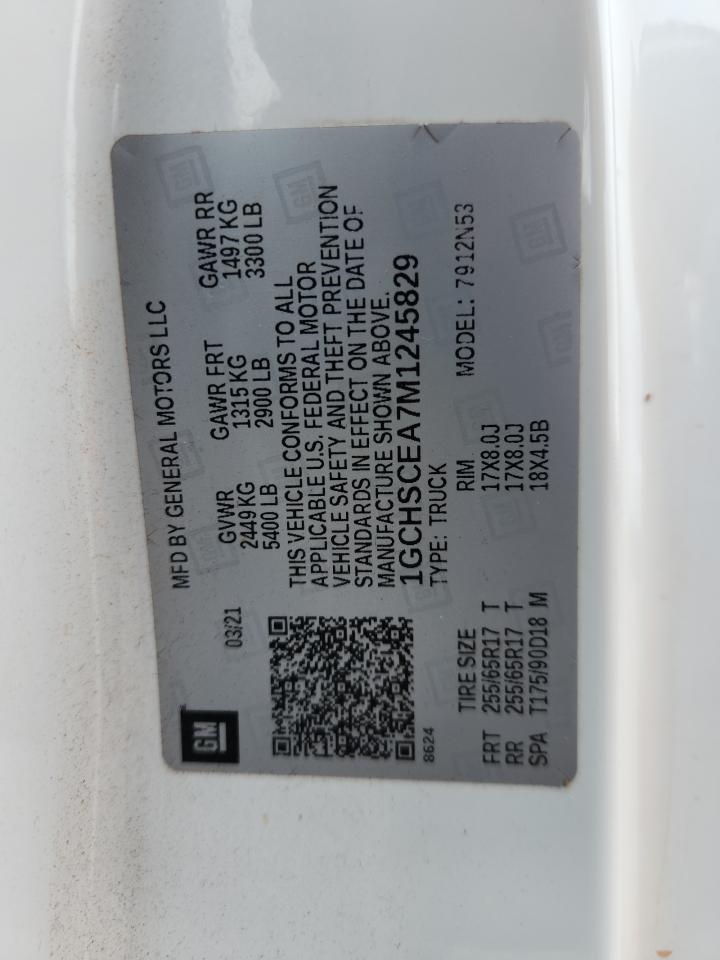 GM
MFD BY GENERAL MOTORS LLC
03/21
GVWR GAWR FRT GAWR RR
2449 KG 1315 KG 1497 KG
5400 LB 2900 LB 3300 LB
THIS VEHICLE CONFORMS TO ALL
APPLICABLE U.S. FEDERAL MOTOR
VEHICLE SAFETY AND THEFT PREVENTION
STANDARDS IN EFFECT ON THE DATE OF
MANUFACTURE SHOWN ABOVE.
1GCHSCEA7M1245829
8624
TYPE: TRUCK MODEL: 7912N53
TIRE SIZE RIM
FRT 255/65R17 T 17X8.0J
RR 255/65R17 T 17X8.0J
SPA T175/90D18 M 18X4.5B